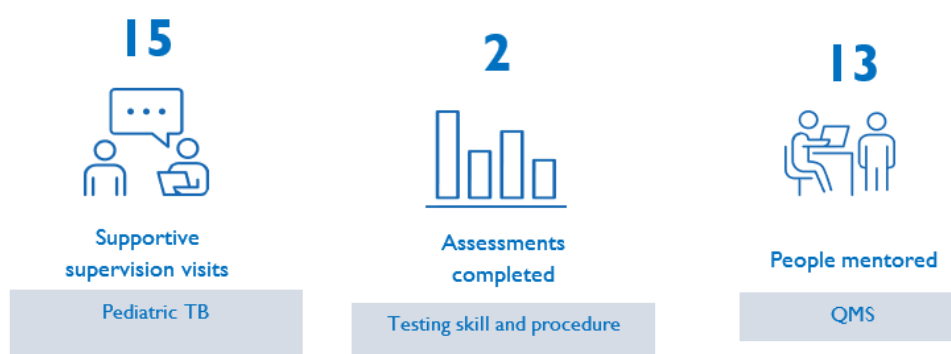 15
Supportive
supervision visits
Pediatric TB
2
Assessments
completed
Testing skill and procedure
13
People mentored
QMS